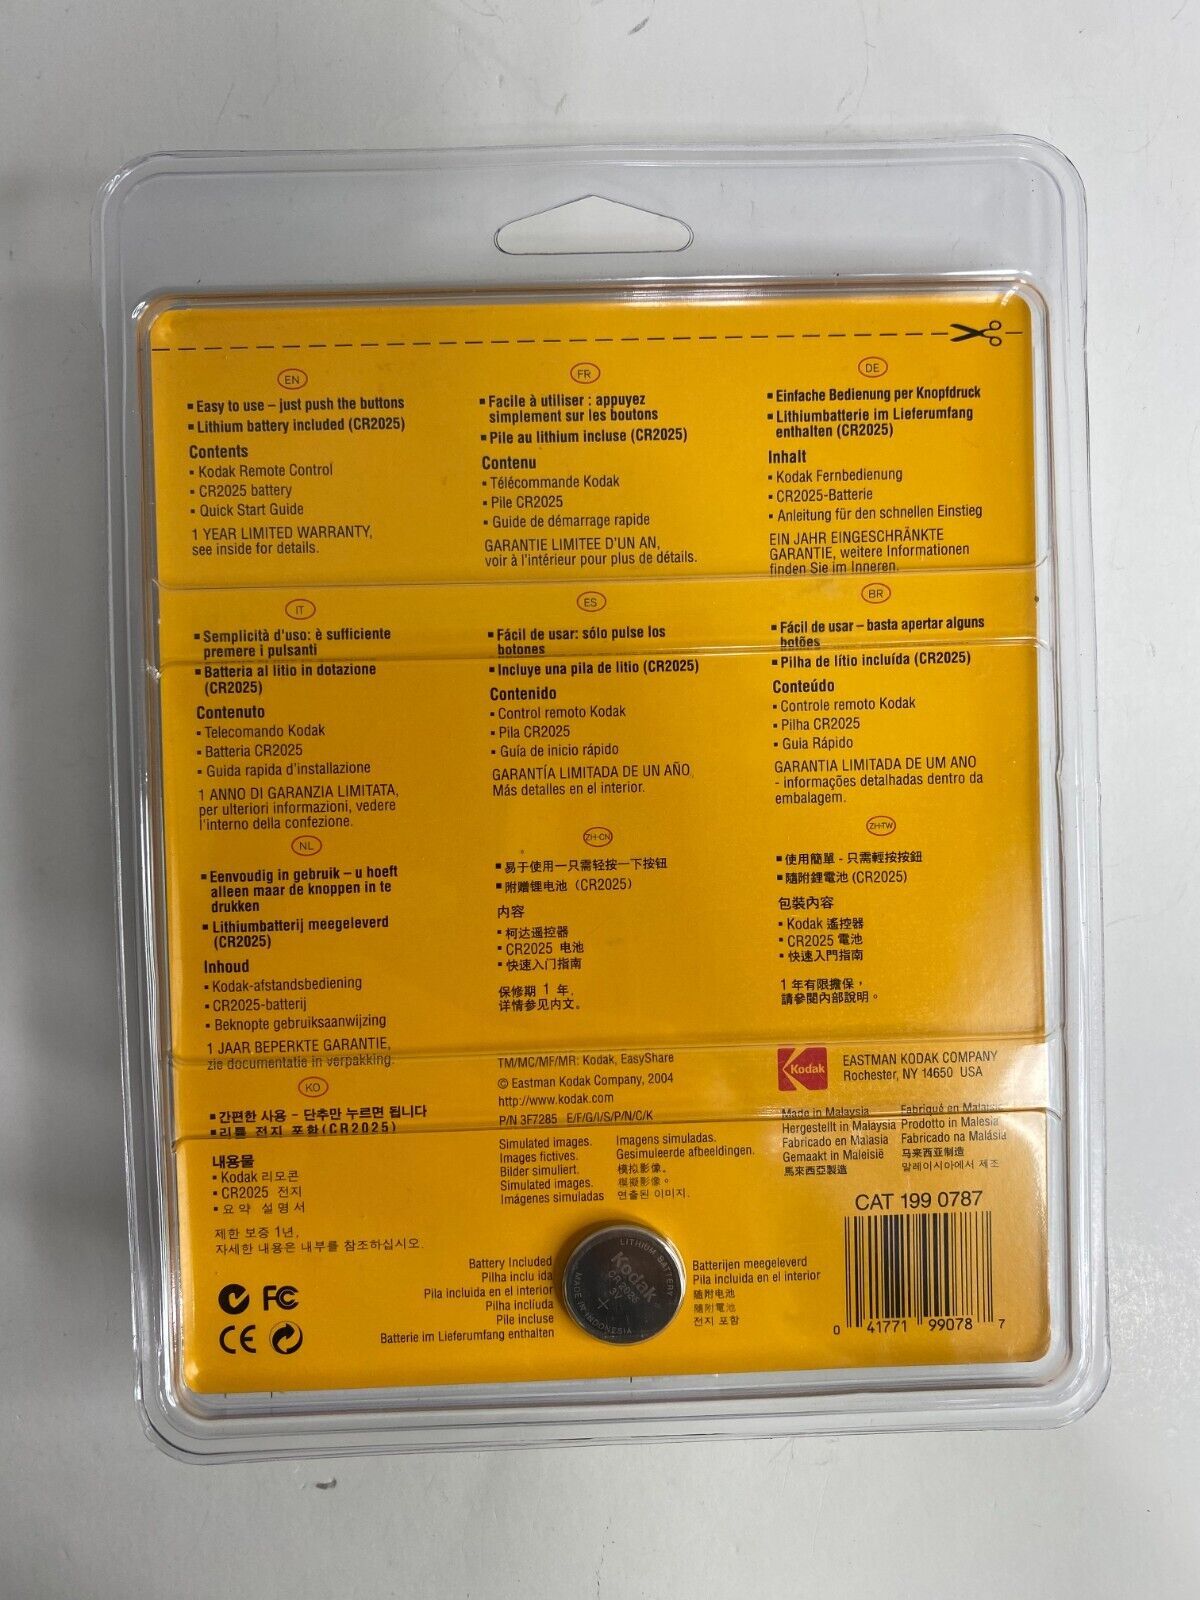 EN
▪ Easy to use – just push the buttons
▪ Lithium battery included (CR2025)
Contents
▪ Kodak Remote Control
▪ CR2025 battery
▪ Quick Start Guide
1 YEAR LIMITED WARRANTY,
see inside for details.
FR
▪ Facile à utiliser : appuyez
simplement sur les boutons
▪ Pile au lithium incluse (CR2025)
Contenu
▪ Télécommande Kodak
▪ Pile CR2025
▪ Guide de démarrage rapide
GARANTIE LIMITEE D'UN AN,
voir à l'intérieur pour plus de détails.
DE
▪ Einfache Bedienung per Knopfdruck
▪ Lithiumbatterie im Lieferumfang
enthalten (CR2025)
Inhalt
▪ Kodak Fernbedienung
▪ CR2025-Batterie
▪ Anleitung für den schnellen Einstieg
EIN JAHR EINGESCHRÄNKTE
GARANTIE, weitere Informationen
finden Sie im Inneren.
IT
▪ Semplicità d'uso: è sufficiente
premere i pulsanti
▪ Batteria al litio in dotazione
(CR2025)
Contenuto
▪ Telecomando Kodak
▪ Batteria CR2025
▪ Guida rapida d'installazione
1 ANNO DI GARANZIA LIMITATA,
per ulteriori informazioni, vedere
l'interno della confezione.
ES
▪ Fácil de usar: sólo pulse los
botones
▪ Incluye una pila de litio (CR2025)
Contenido
▪ Control remoto Kodak
▪ Pila CR2025
▪ Guía de inicio rápido
GARANTÍA LIMITADA DE UN AÑO.
Más detalles en el interior.
BR
▪ Fácil de usar – basta apertar alguns
botões
▪ Pilha de lítio incluída (CR2025)
Conteúdo
▪ Controle remoto Kodak
▪ Pilha CR2025
▪ Guia Rápido
GARANTIA LIMITADA DE UM ANO
- informações detalhadas dentro da
embalagem.
NL
▪ Eenvoudig in gebruik – u hoeft
alleen maar de knoppen in te
drukken
▪ Lithiumbatterij meegeleverd
(CR2025)
Inhoud
▪ Kodak-afstandsbediening
▪ CR2025-batterij
▪ Beknopte gebruiksaanwijzing
1 JAAR BEPERKTE GARANTIE,
zie documentatie in verpakking.
ZH-CN
▪ 易于使用一只需轻按一下按钮
▪ 附赠锂电池（CR2025）
内容
▪ 柯达遥控器
▪ CR2025 电池
▪ 快速入门指南
保修期 1 年.
详情参见内文。
ZH-TW
▪ 使用簡單 - 只需輕按按鈕
▪ 隨附鋰電池 (CR2025)
包裝內容
▪ Kodak 遙控器
▪ CR2025 電池
▪ 快速入門指南
1 年有限擔保，
請參閱內部說明。
KO
▪ 간편한 사용 - 단추만 누르면 됩니다
▪ 리튬 전지 포함(CR2025)
내용물
▪ Kodak 리모콘
▪ CR2025 전지
▪ 요약 설명서
제한 보증 1년,
자세한 내용은 내부를 참조하십시오.
TM/MC/MF/MR: Kodak, EasyShare
© Eastman Kodak Company, 2004
http://www.kodak.com
P/N 3F7285 E/F/G/I/S/P/N/C/K
Simulated images.
Images fictives.
Bilder simuliert.
Simulated images.
Imágenes simuladas
Imagens simuladas.
Gesimuleerde afbeeldingen.
模拟影像。
模擬影像。
연출된 이미지.
Kodak
EASTMAN KODAK COMPANY
Rochester, NY 14650 USA
Made in Malaysia
Hergestellt in Malaysia
Fabricado en Malasia
Gemaakt in Maleisië
馬來西亞製造
Fabriqué en Malaisie
Prodotto in Malesia
Fabricado na Malásia
马来西亚制造
말레이시아에서 제조
CAT 199 0787
0 41771 99078 7
FC
CE
Battery Included
Pilha inclu ida
Pila incluida en el interior
Pilha incliuda
Pile incluse
Batterie im Lieferumfang enthalten
LITHIUM BATTERY
Kodak
CR2025
3V
+
MADE IN INDONESIA
Batterijen meegeleverd
Pila incluida en el interior
随附电池
隨附電池
전지 포함